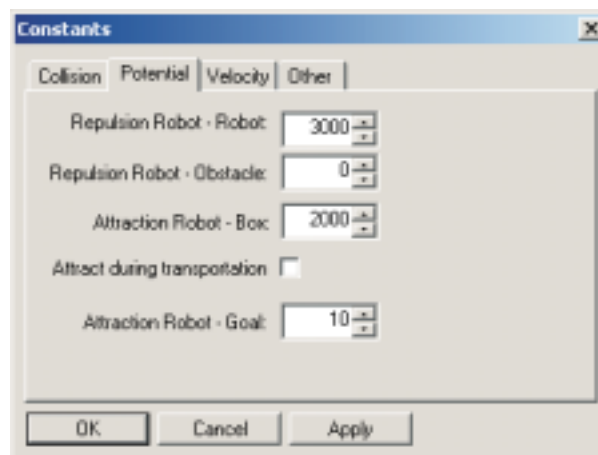 Constants
Collision Potential Velocity Other
Repulsion Robot - Robot: 3000
Repulsion Robot - Obstacle: 0
Attraction Robot - Box: 2000
Attract during transportation
Attraction Robot - Goal: 10
OK Cancel Apply